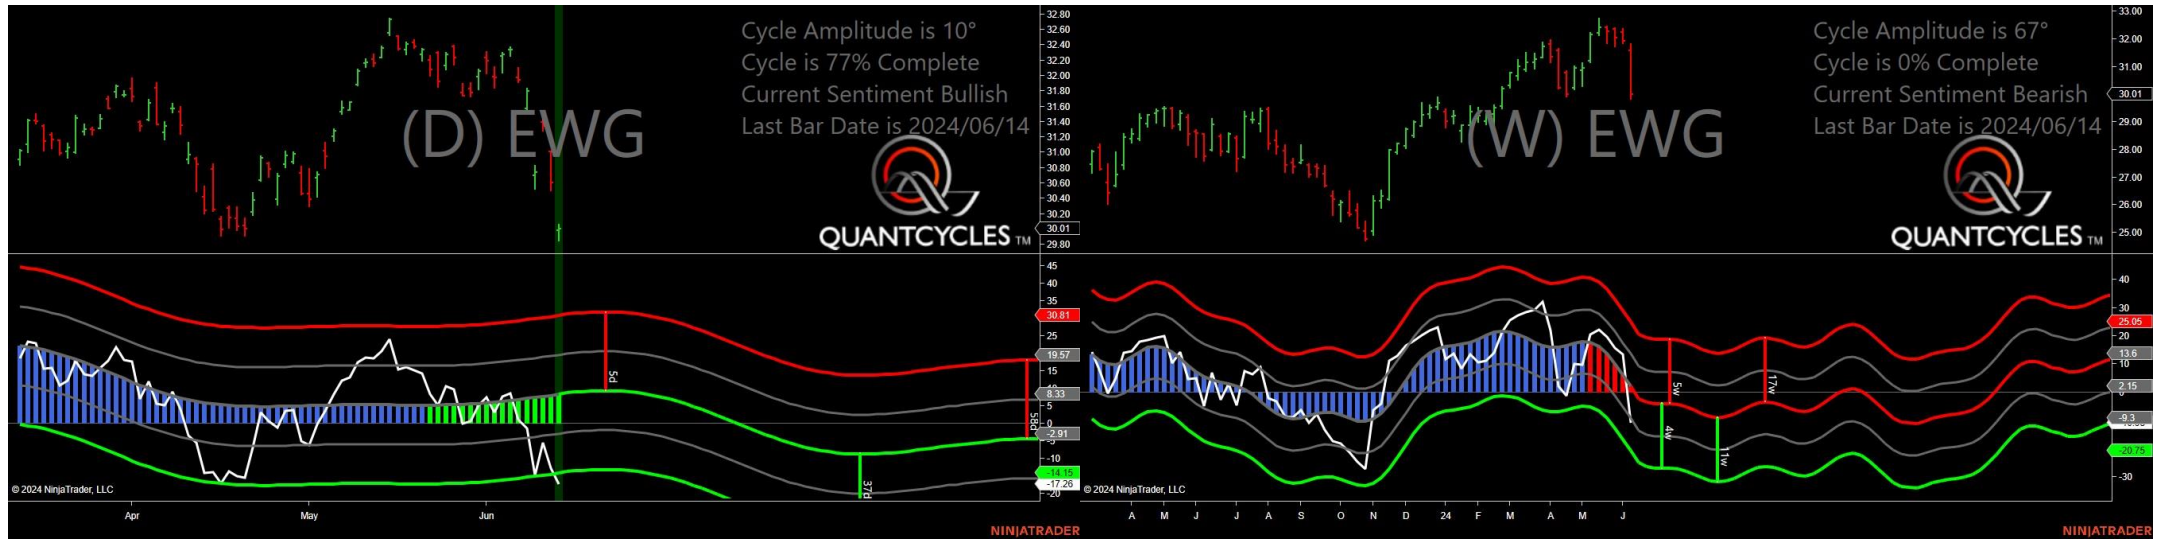 Cycle Amplitude is 10°
Cycle is 77% Complete
Current Sentiment Bullish
Last Bar Date is 2024/06/14
(D) EWG
QUANTCYCLES TM
32.80
32.60
32.40
32.20
32.00
31.80
31.60
31.40
31.20
31.00
30.80
30.60
30.40
30.20
30.01
29.80
45
40
35
30.81
25
19.57
15
8.33
5
0
-2.91
-10
-14.15
-17.26
-20
5d
37d
58d
© 2024 NinjaTrader, LLC
Apr May Jun
NINJATRADER
Cycle Amplitude is 67°
Cycle is 0% Complete
Current Sentiment Bearish
Last Bar Date is 2024/06/14
(W) EWG
QUANTCYCLES TM
33.00
32.00
31.00
30.01
29.00
28.00
27.00
26.00
25.00
40
30
25.05
20
13.6
10
2.15
-9.3
-20.75
-30
5w
17w
4w
11w
© 2024 NinjaTrader, LLC
A M J J A S O N D 24 F M A M J
NINJATRADER